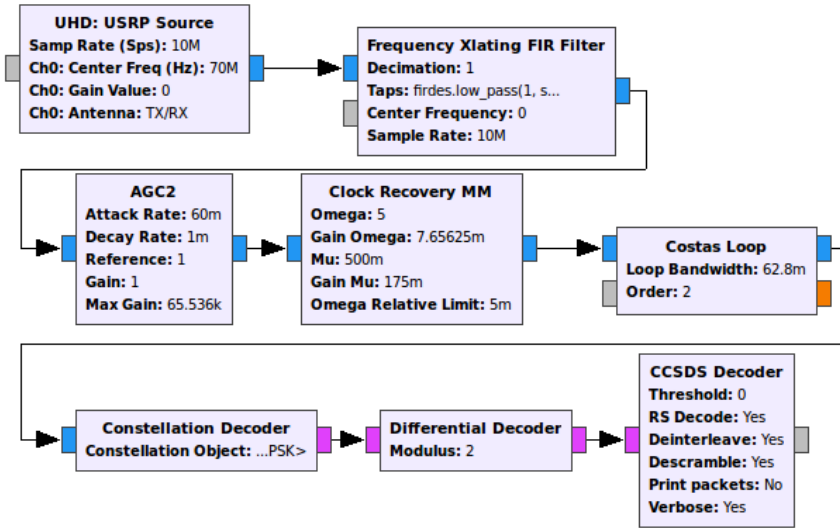 UHD: USRP Source
Samp Rate (Sps): 10M
Ch0: Center Freq (Hz): 70M
Ch0: Gain Value: 0
Ch0: Antenna: TX/RX
Frequency Xlating FIR Filter
Decimation: 1
Taps: firdes.low_pass(1, s...
Center Frequency: 0
Sample Rate: 10M
AGC2
Attack Rate: 60m
Decay Rate: 1m
Reference: 1
Gain: 1
Max Gain: 65.536k
Clock Recovery MM
Omega: 5
Gain Omega: 7.65625m
Mu: 500m
Gain Mu: 175m
Omega Relative Limit: 5m
Costas Loop
Loop Bandwidth: 62.8m
Order: 2
Constellation Decoder
Constellation Object: ...PSK>
Differential Decoder
Modulus: 2
CCSDS Decoder
Threshold: 0
RS Decode: Yes
Deinterleave: Yes
Descramble: Yes
Print packets: No
Verbose: Yes